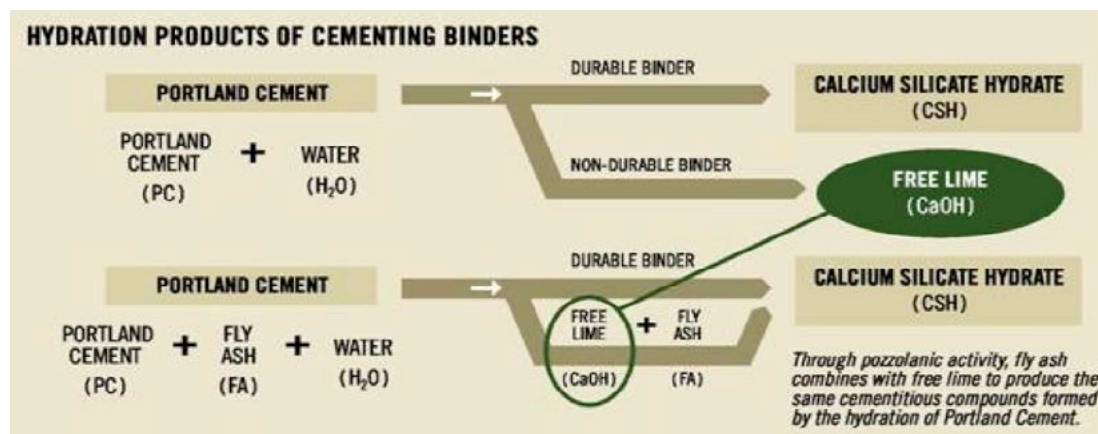 HYDRATION PRODUCTS OF CEMENTING BINDERS
PORTLAND CEMENT
PORTLAND
CEMENT
(PC)
+
WATER
(H₂O)
DURABLE BINDER
NON-DURABLE BINDER
CALCIUM SILICATE HYDRATE
(CSH)
FREE LIME
(CaOH)
PORTLAND CEMENT
PORTLAND
CEMENT
(PC)
+
FLY
ASH
(FA)
+
WATER
(H₂O)
DURABLE BINDER
FREE
LIME
(CaOH)
+
FLY
ASH
(FA)
CALCIUM SILICATE HYDRATE
(CSH)
Through pozzolanic activity, fly ash
combines with free lime to produce the
same cementitious compounds formed
by the hydration of Portland Cement.